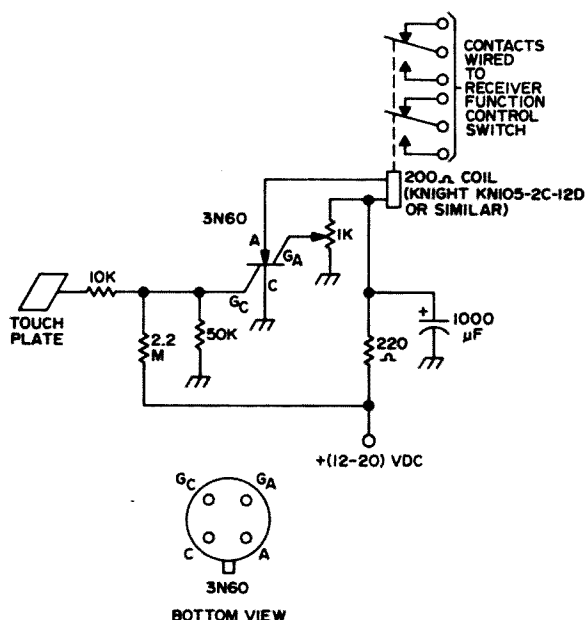 CONTACTS
WIRED
TO
RECEIVER
FUNCTION
CONTROL
SWITCH
200Ω COIL
(KNIGHT KN105-2C-12D
OR SIMILAR)
3N60
A
GA
1K
10K
GC
C
TOUCH
PLATE
2.2
M
50K
220
Ω
+
1000
µF
+(12-20) VDC
GC
GA
C
A
3N60
BOTTOM VIEW